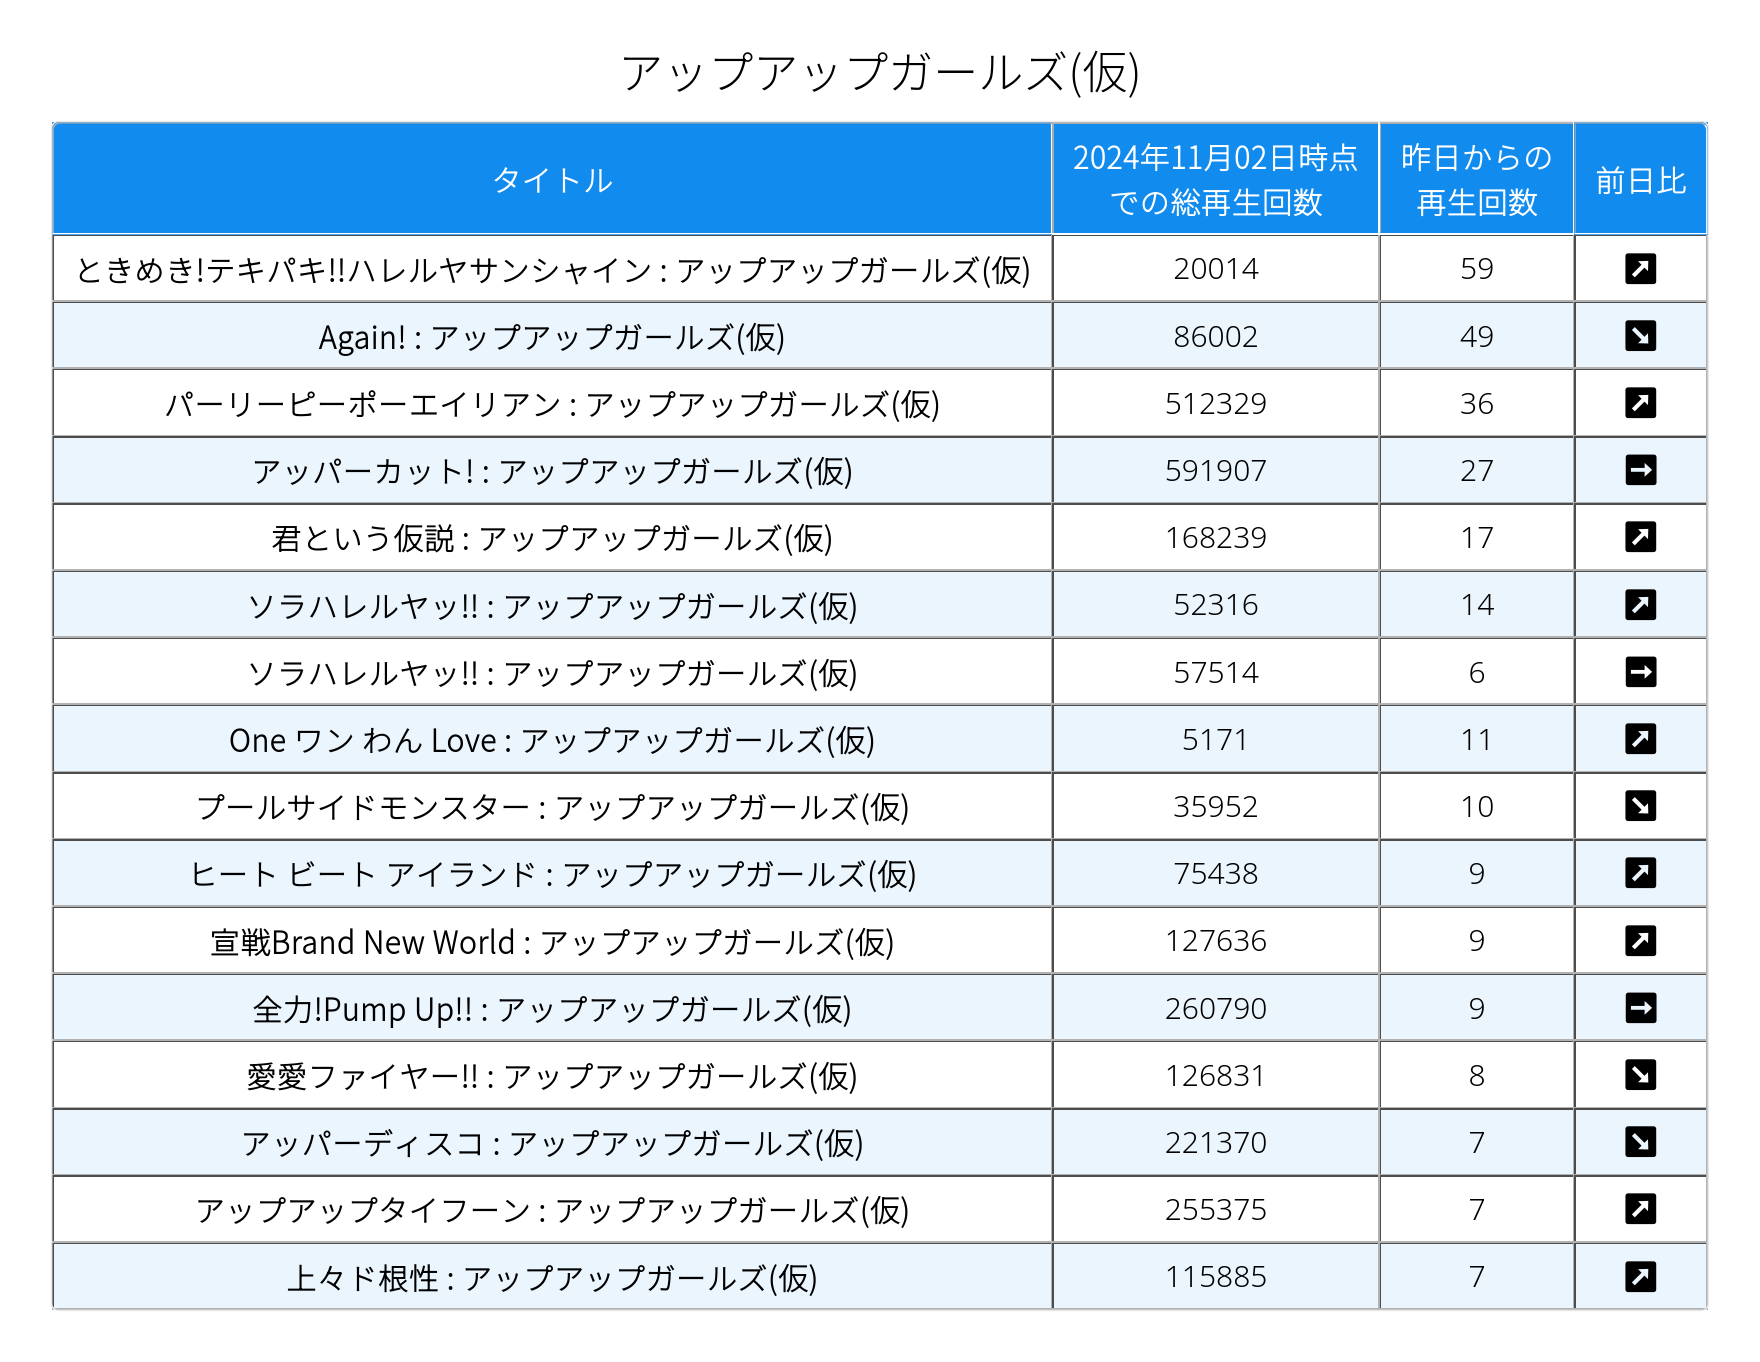 アップアップガールズ(仮)
タイトル 2024年11月02日時点での総再生回数 昨日からの再生回数 前日比
ときめき!テキパキ!!ハレルヤサンシャイン : アップアップガールズ(仮) 20014 59 ↗
Again! : アップアップガールズ(仮) 86002 49 ↘
パーリーピーポーエイリアン : アップアップガールズ(仮) 512329 36 ↗
アッパーカット! : アップアップガールズ(仮) 591907 27 →
君という仮説 : アップアップガールズ(仮) 168239 17 ↗
ソラハレルヤッ!! : アップアップガールズ(仮) 52316 14 ↗
ソラハレルヤッ!! : アップアップガールズ(仮) 57514 6 →
One ワン わん Love : アップアップガールズ(仮) 5171 11 ↗
プールサイドモンスター : アップアップガールズ(仮) 35952 10 ↘
ヒート ビート アイランド : アップアップガールズ(仮) 75438 9 ↗
宣戦Brand New World : アップアップガールズ(仮) 127636 9 ↗
全力!Pump Up!! : アップアップガールズ(仮) 260790 9 →
愛愛ファイヤー!! : アップアップガールズ(仮) 126831 8 ↘
アッパーディスコ : アップアップガールズ(仮) 221370 7 ↘
アップアップタイフーン : アップアップガールズ(仮) 255375 7 ↗
上々ド根性 : アップアップガールズ(仮) 115885 7 ↗